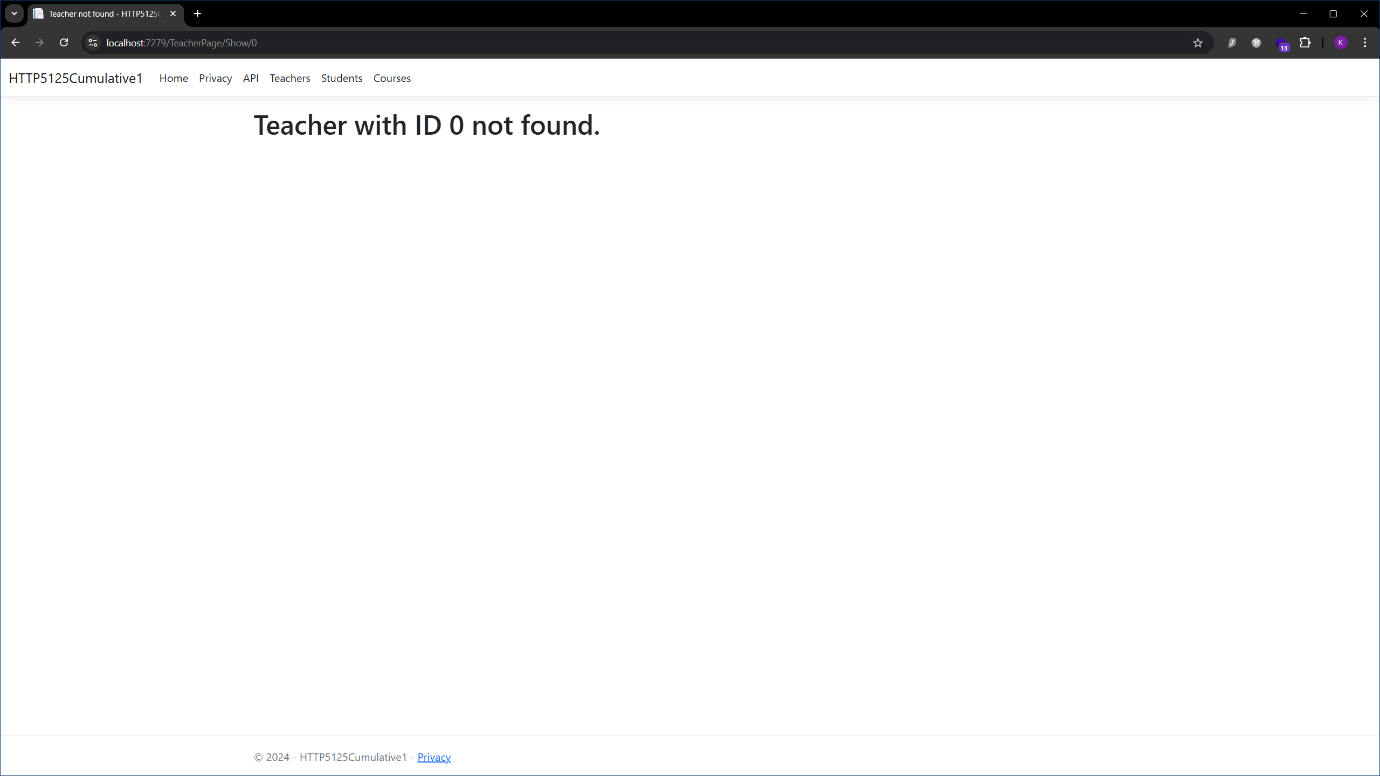 Teacher not found - HTTP5125C
localhost:7279/TeacherPage/Show/0
13
K
HTTP5125Cumulative1 Home Privacy API Teachers Students Courses
Teacher with ID 0 not found.
© 2024 - HTTP5125Cumulative1 - Privacy